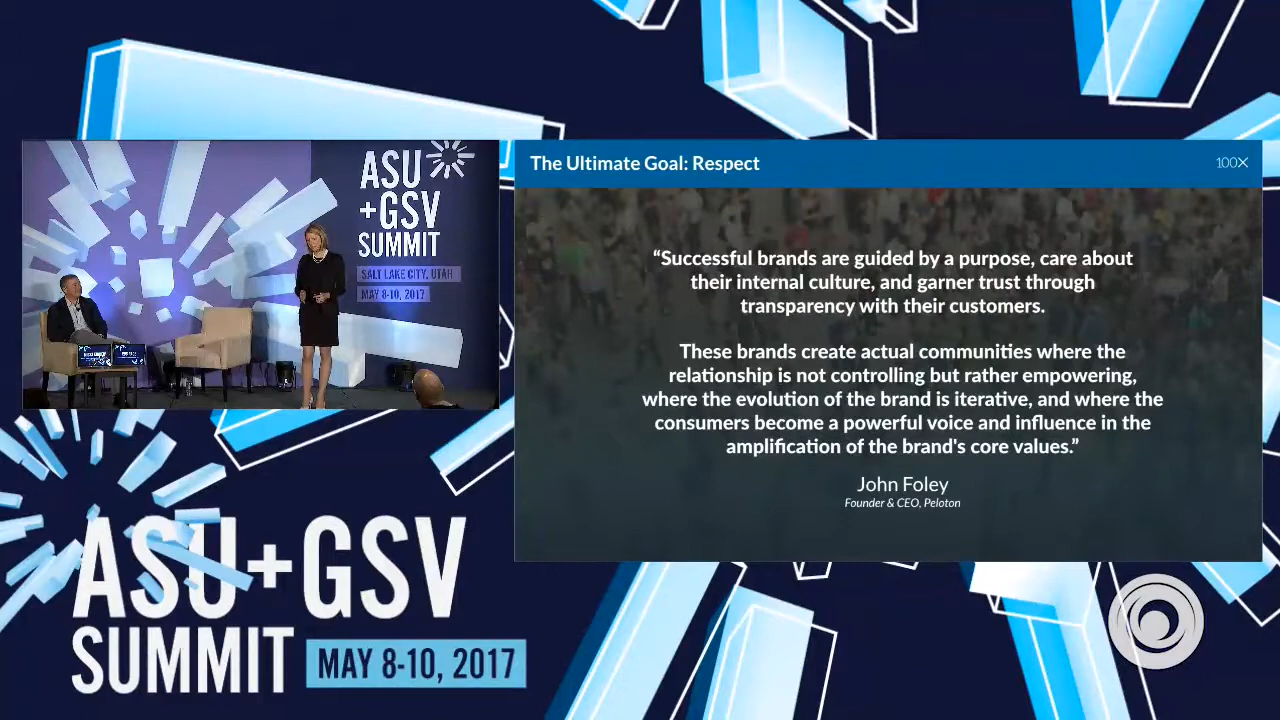 ASU
+GSV
SUMMIT
SALT LAKE CITY, UTAH
MAY 8-10, 2017
The Ultimate Goal: Respect
100X
“Successful brands are guided by a purpose, care about
their internal culture, and garner trust through
transparency with their customers.
These brands create actual communities where the
relationship is not controlling but rather empowering,
where the evolution of the brand is iterative, and where the
consumers become a powerful voice and influence in the
amplification of the brand's core values.”
John Foley
Founder & CEO, Peloton
ASU+GSV
SUMMIT
MAY 8-10, 2017